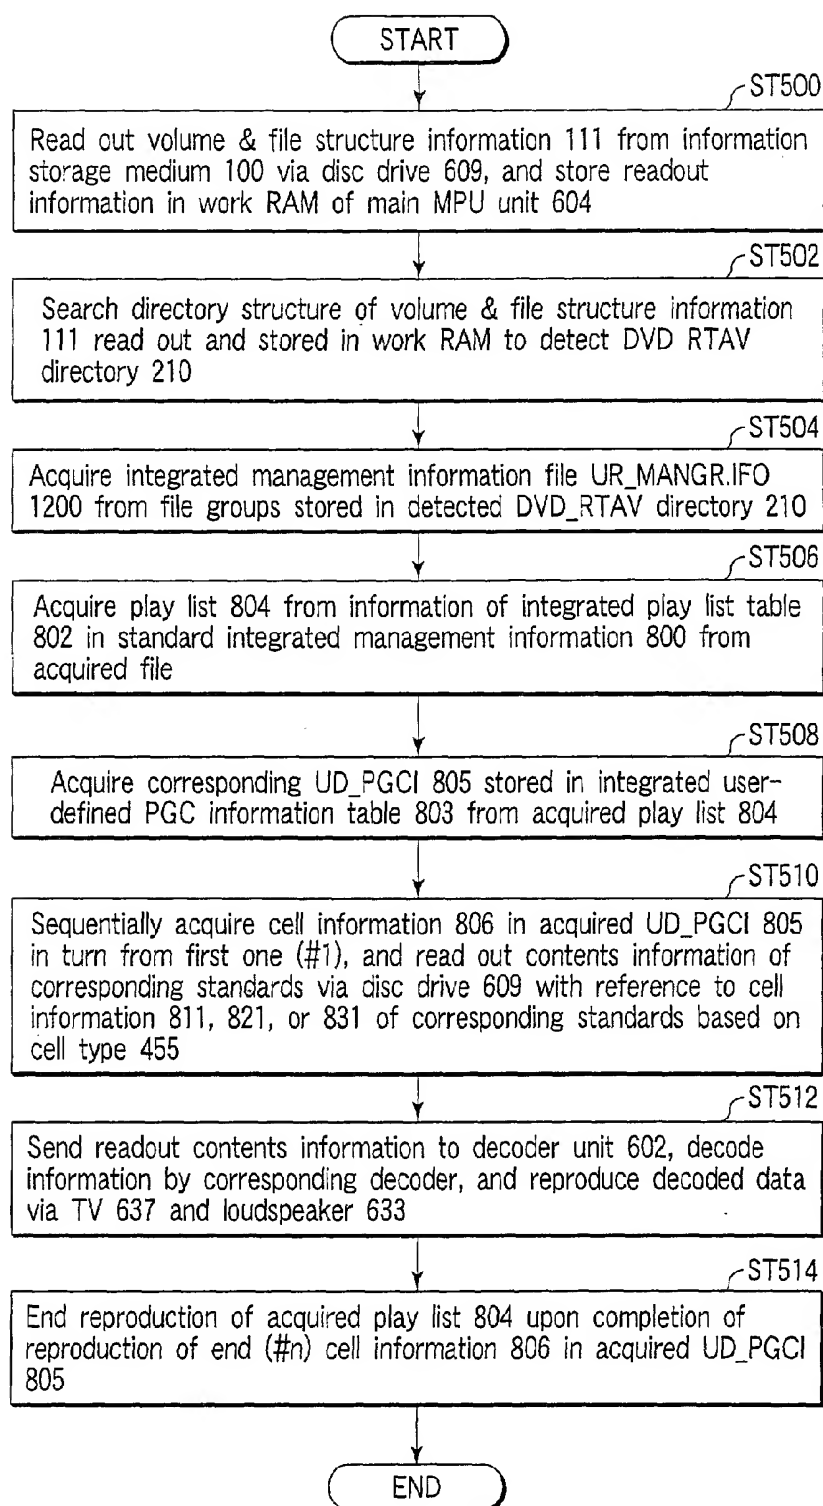 START
ST500
Read out volume & file structure information 111 from information
storage medium 100 via disc drive 609, and store readout
information in work RAM of main MPU unit 604
ST502
Search directory structure of volume & file structure information
111 read out and stored in work RAM to detect DVD RTAV
directory 210
ST504
Acquire integrated management information file UR_MANGR.IFO
1200 from file groups stored in detected DVD_RTAV directory 210
ST506
Acquire play list 804 from information of integrated play list table
802 in standard integrated management information 800 from
acquired file
ST508
Acquire corresponding UD_PGCI 805 stored in integrated user-
defined PGC information table 803 from acquired play list 804
ST510
Sequentially acquire cell information 806 in acquired UD_PGCI 805
in turn from first one (#1), and read out contents information of
corresponding standards via disc drive 609 with reference to cell
information 811, 821, or 831 of corresponding standards based on
cell type 455
ST512
Send readout contents information to decoder unit 602, decode
information by corresponding decoder, and reproduce decoded data
via TV 637 and loudspeaker 633
ST514
End reproduction of acquired play list 804 upon completion of
reproduction of end (#n) cell information 806 in acquired UD_PGCI
805
END